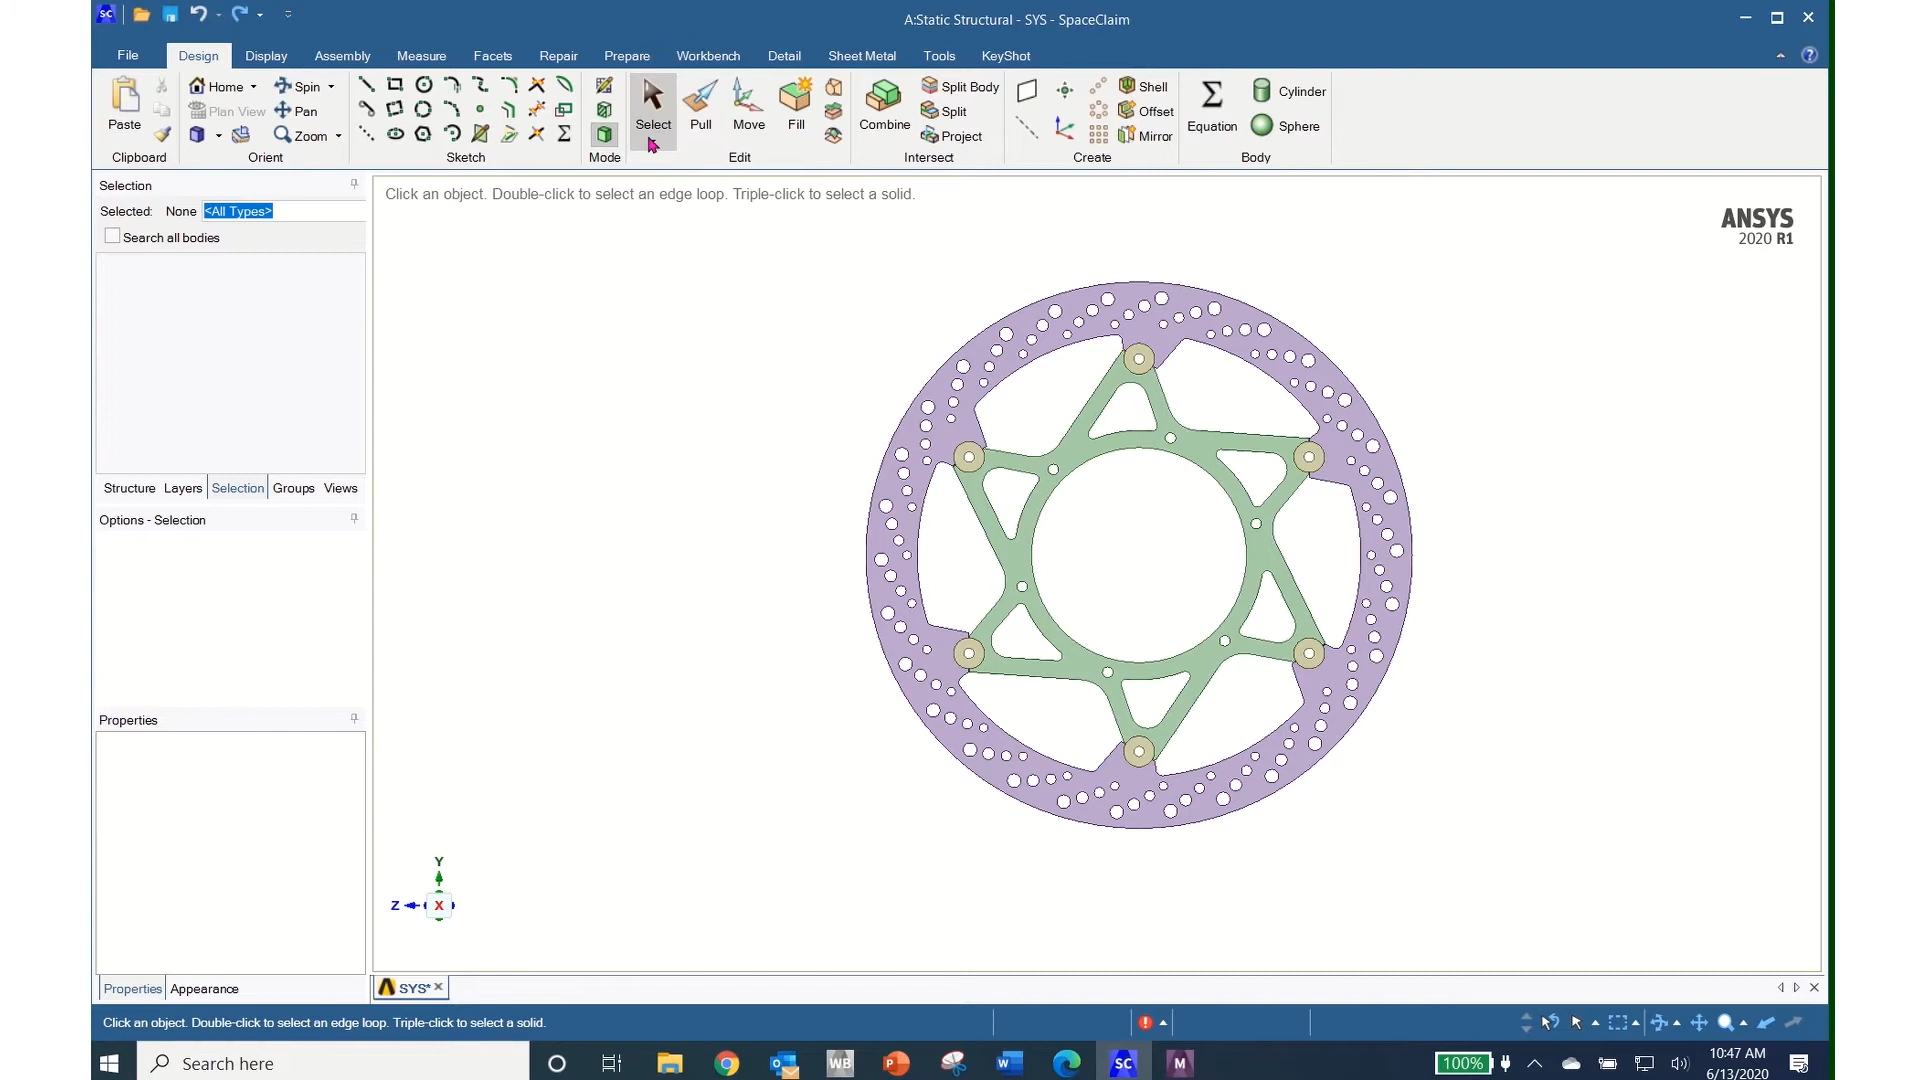 SC
A:Static Structural - SYS - SpaceClaim
File Design Display Assembly Measure Facets Repair Prepare Workbench Detail Sheet Metal Tools KeyShot
Paste
Clipboard
Home Spin
Plan View Pan
Zoom
Orient
Sketch
Mode
Select Pull Move Fill
Edit
Combine
Split Body
Split
Project
Intersect
Shell
Offset
Mirror
Create
Equation
Cylinder
Sphere
Body
Selection
Selected: None <All Types>
Search all bodies
Structure Layers Selection Groups Views
Options - Selection
Properties
Properties Appearance
Click an object. Double-click to select an edge loop. Triple-click to select a solid.
ANSYS
2020 R1
Y
Z X
SYS*
Click an object. Double-click to select an edge loop. Triple-click to select a solid.
Search here
WB
P
W
SC
M
100%
10:47 AM
6/13/2020